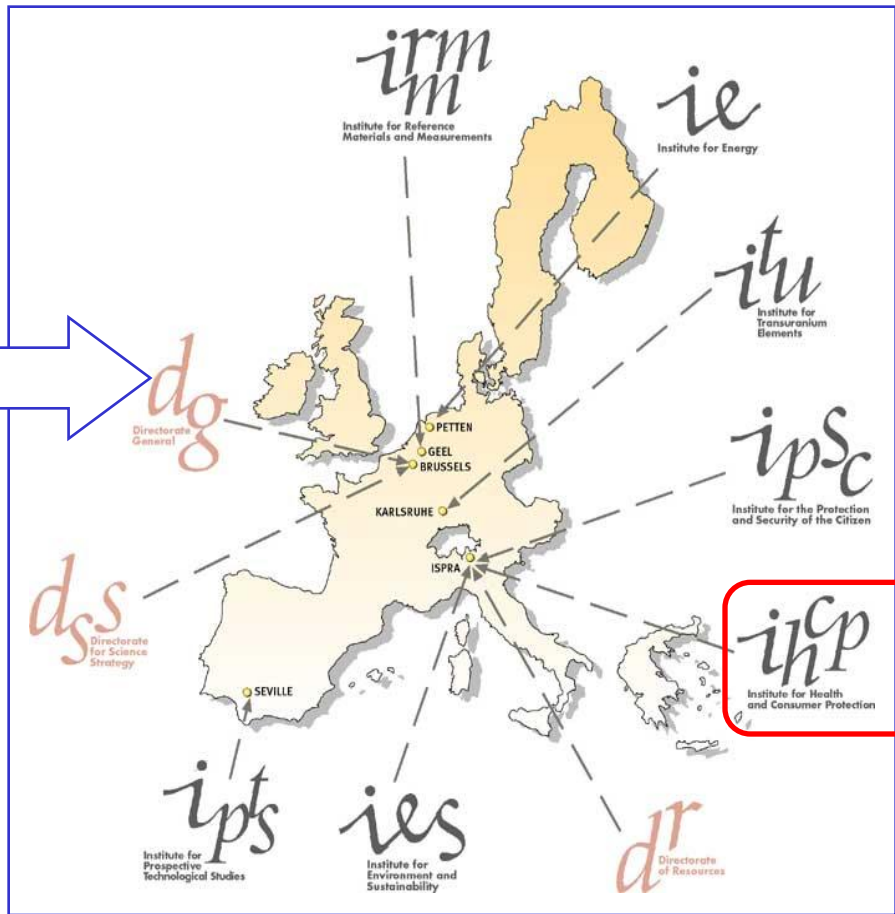 irmm
Institute for Reference
Materials and Measurements
ie
Institute for Energy
itu
Institute for
Transuranium
Elements
dg
Directorate
General
PETTEN
GEEL
BRUSSELS
KARLSRUHE
ISPRA
SEVILLE
ipsc
Institute for the Protection
and Security of the Citizen
dss
Directorate
for Science
Strategy
ihcp
Institute for Health
and Consumer Protection
ipts
Institute for
Prospective
Technological Studies
ies
Institute for
Environment and
Sustainability
dr
Directorate
of Resources